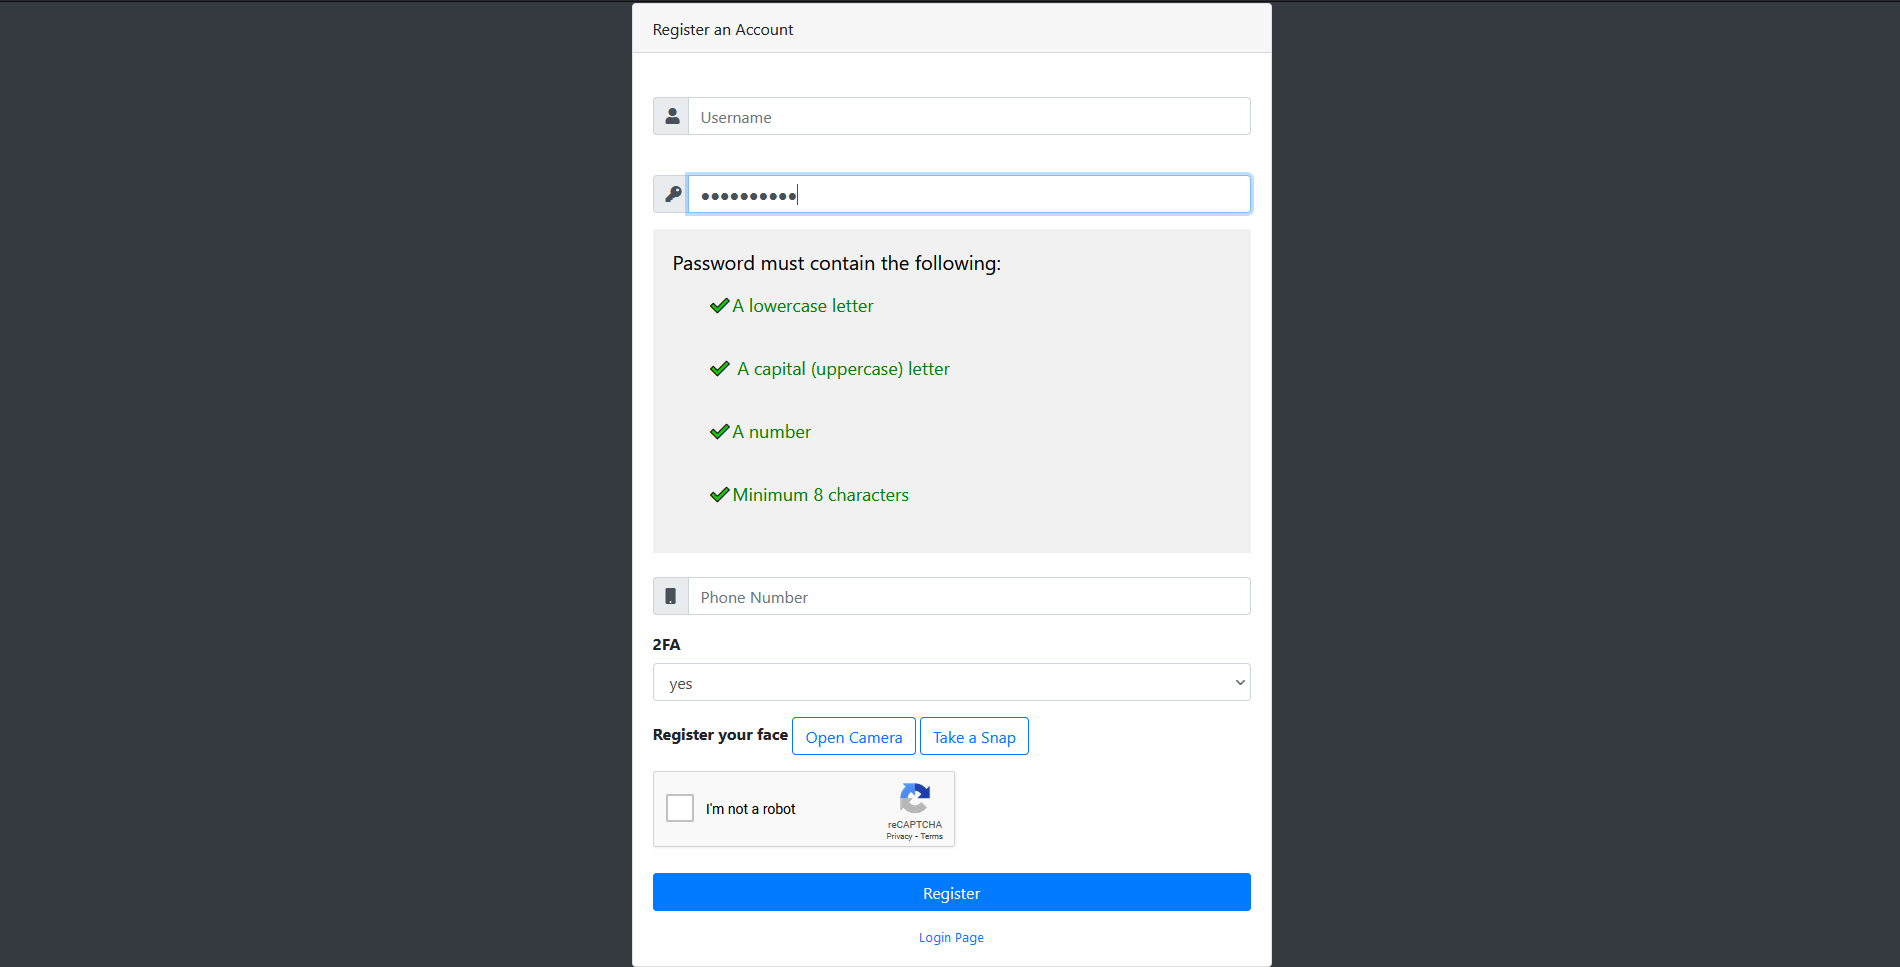 Register an Account
Username
Password must contain the following:
A lowercase letter
A capital (uppercase) letter
A number
Minimum 8 characters
Phone Number
2FA
yes
Register your face Open Camera Take a Snap
I'm not a robot
reCAPTCHA
Privacy - Terms
Register
Login Page